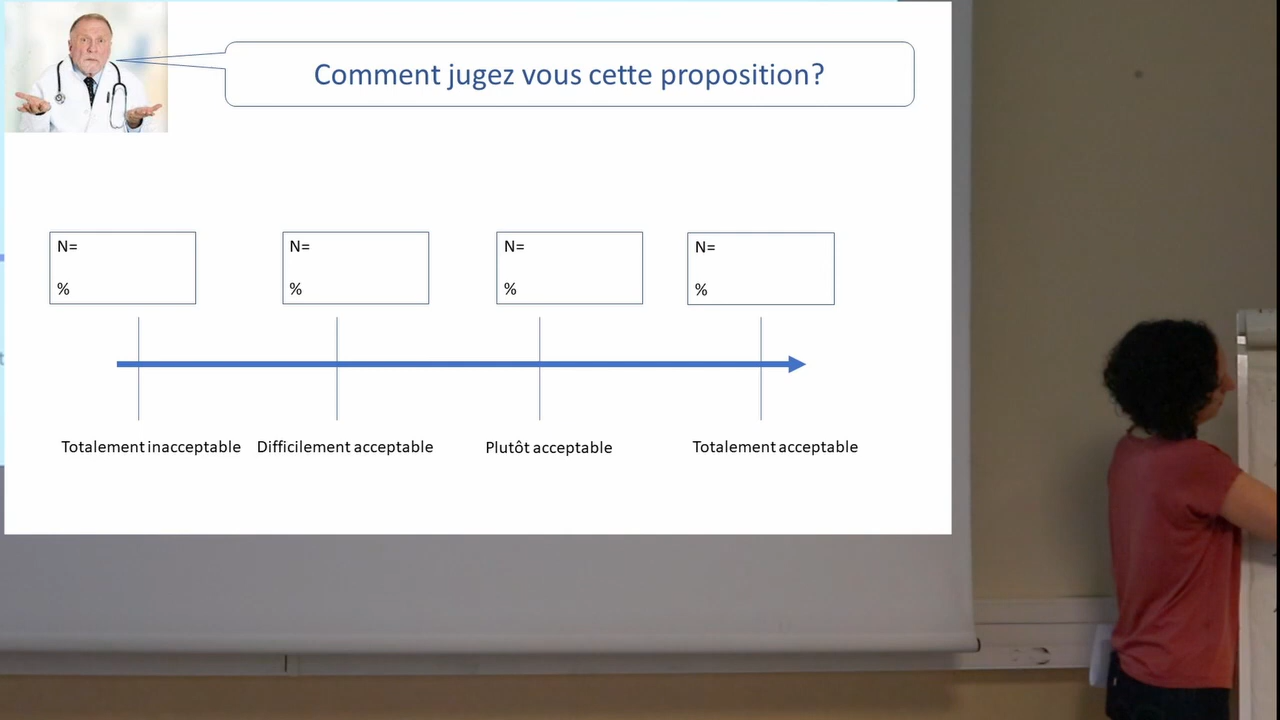 Comment jugez vous cette proposition?
N=
%
N=
%
N=
%
N=
%
Totalement inacceptable
Difficilement acceptable
Plutôt acceptable
Totalement acceptable